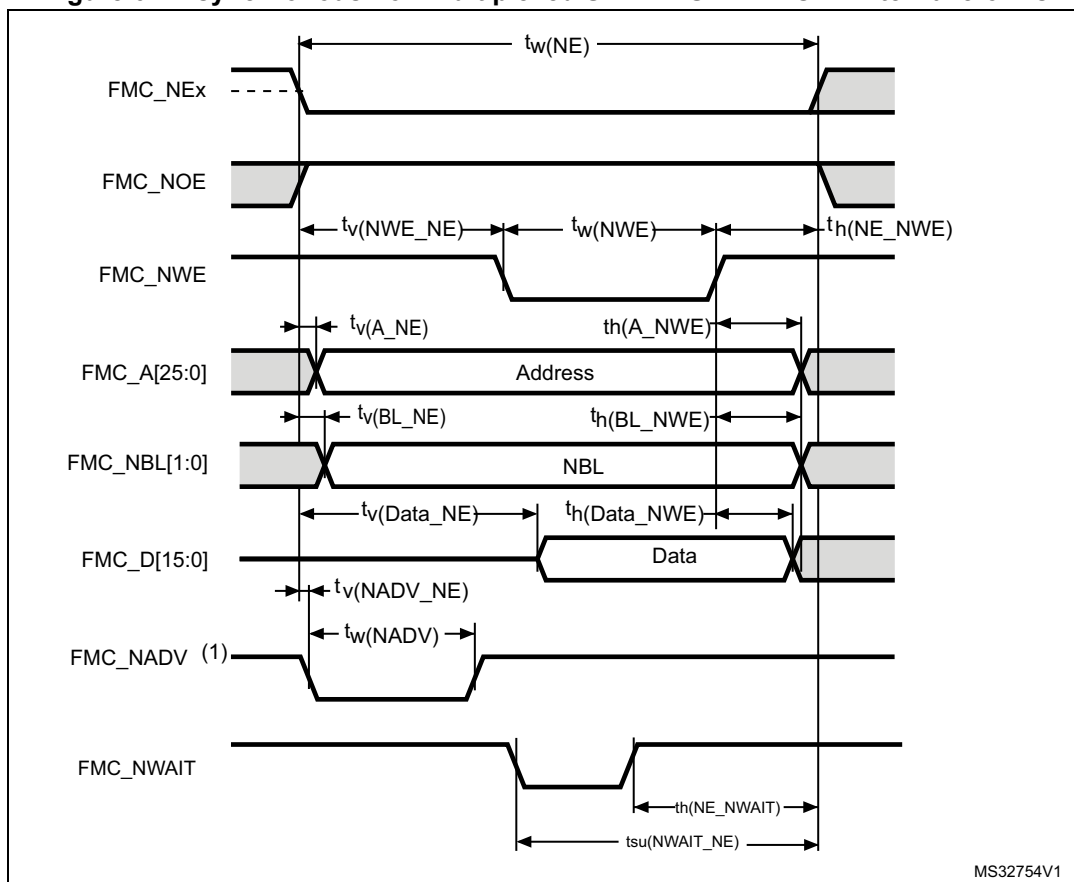 tw(NE)
FMC_NEx
FMC_NOE
tv(NWE_NE) tw(NWE) th(NE_NWE)
FMC_NWE
tv(A_NE) th(A_NWE)
FMC_A[25:0] Address
tv(BL_NE) th(BL_NWE)
FMC_NBL[1:0] NBL
tv(Data_NE) th(Data_NWE)
FMC_D[15:0] Data
tv(NADV_NE)
tw(NADV)
FMC_NADV (1)
FMC_NWAIT
th(NE_NWAIT)
tsu(NWAIT_NE)
MS32754V1